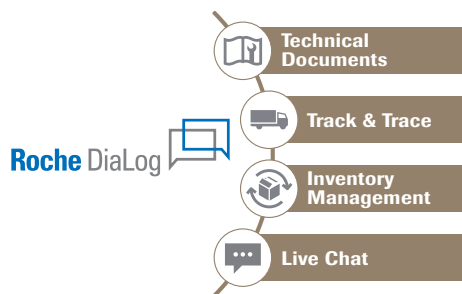 Roche DiaLog
Technical
Documents
Track & Trace
Inventory
Management
Live Chat